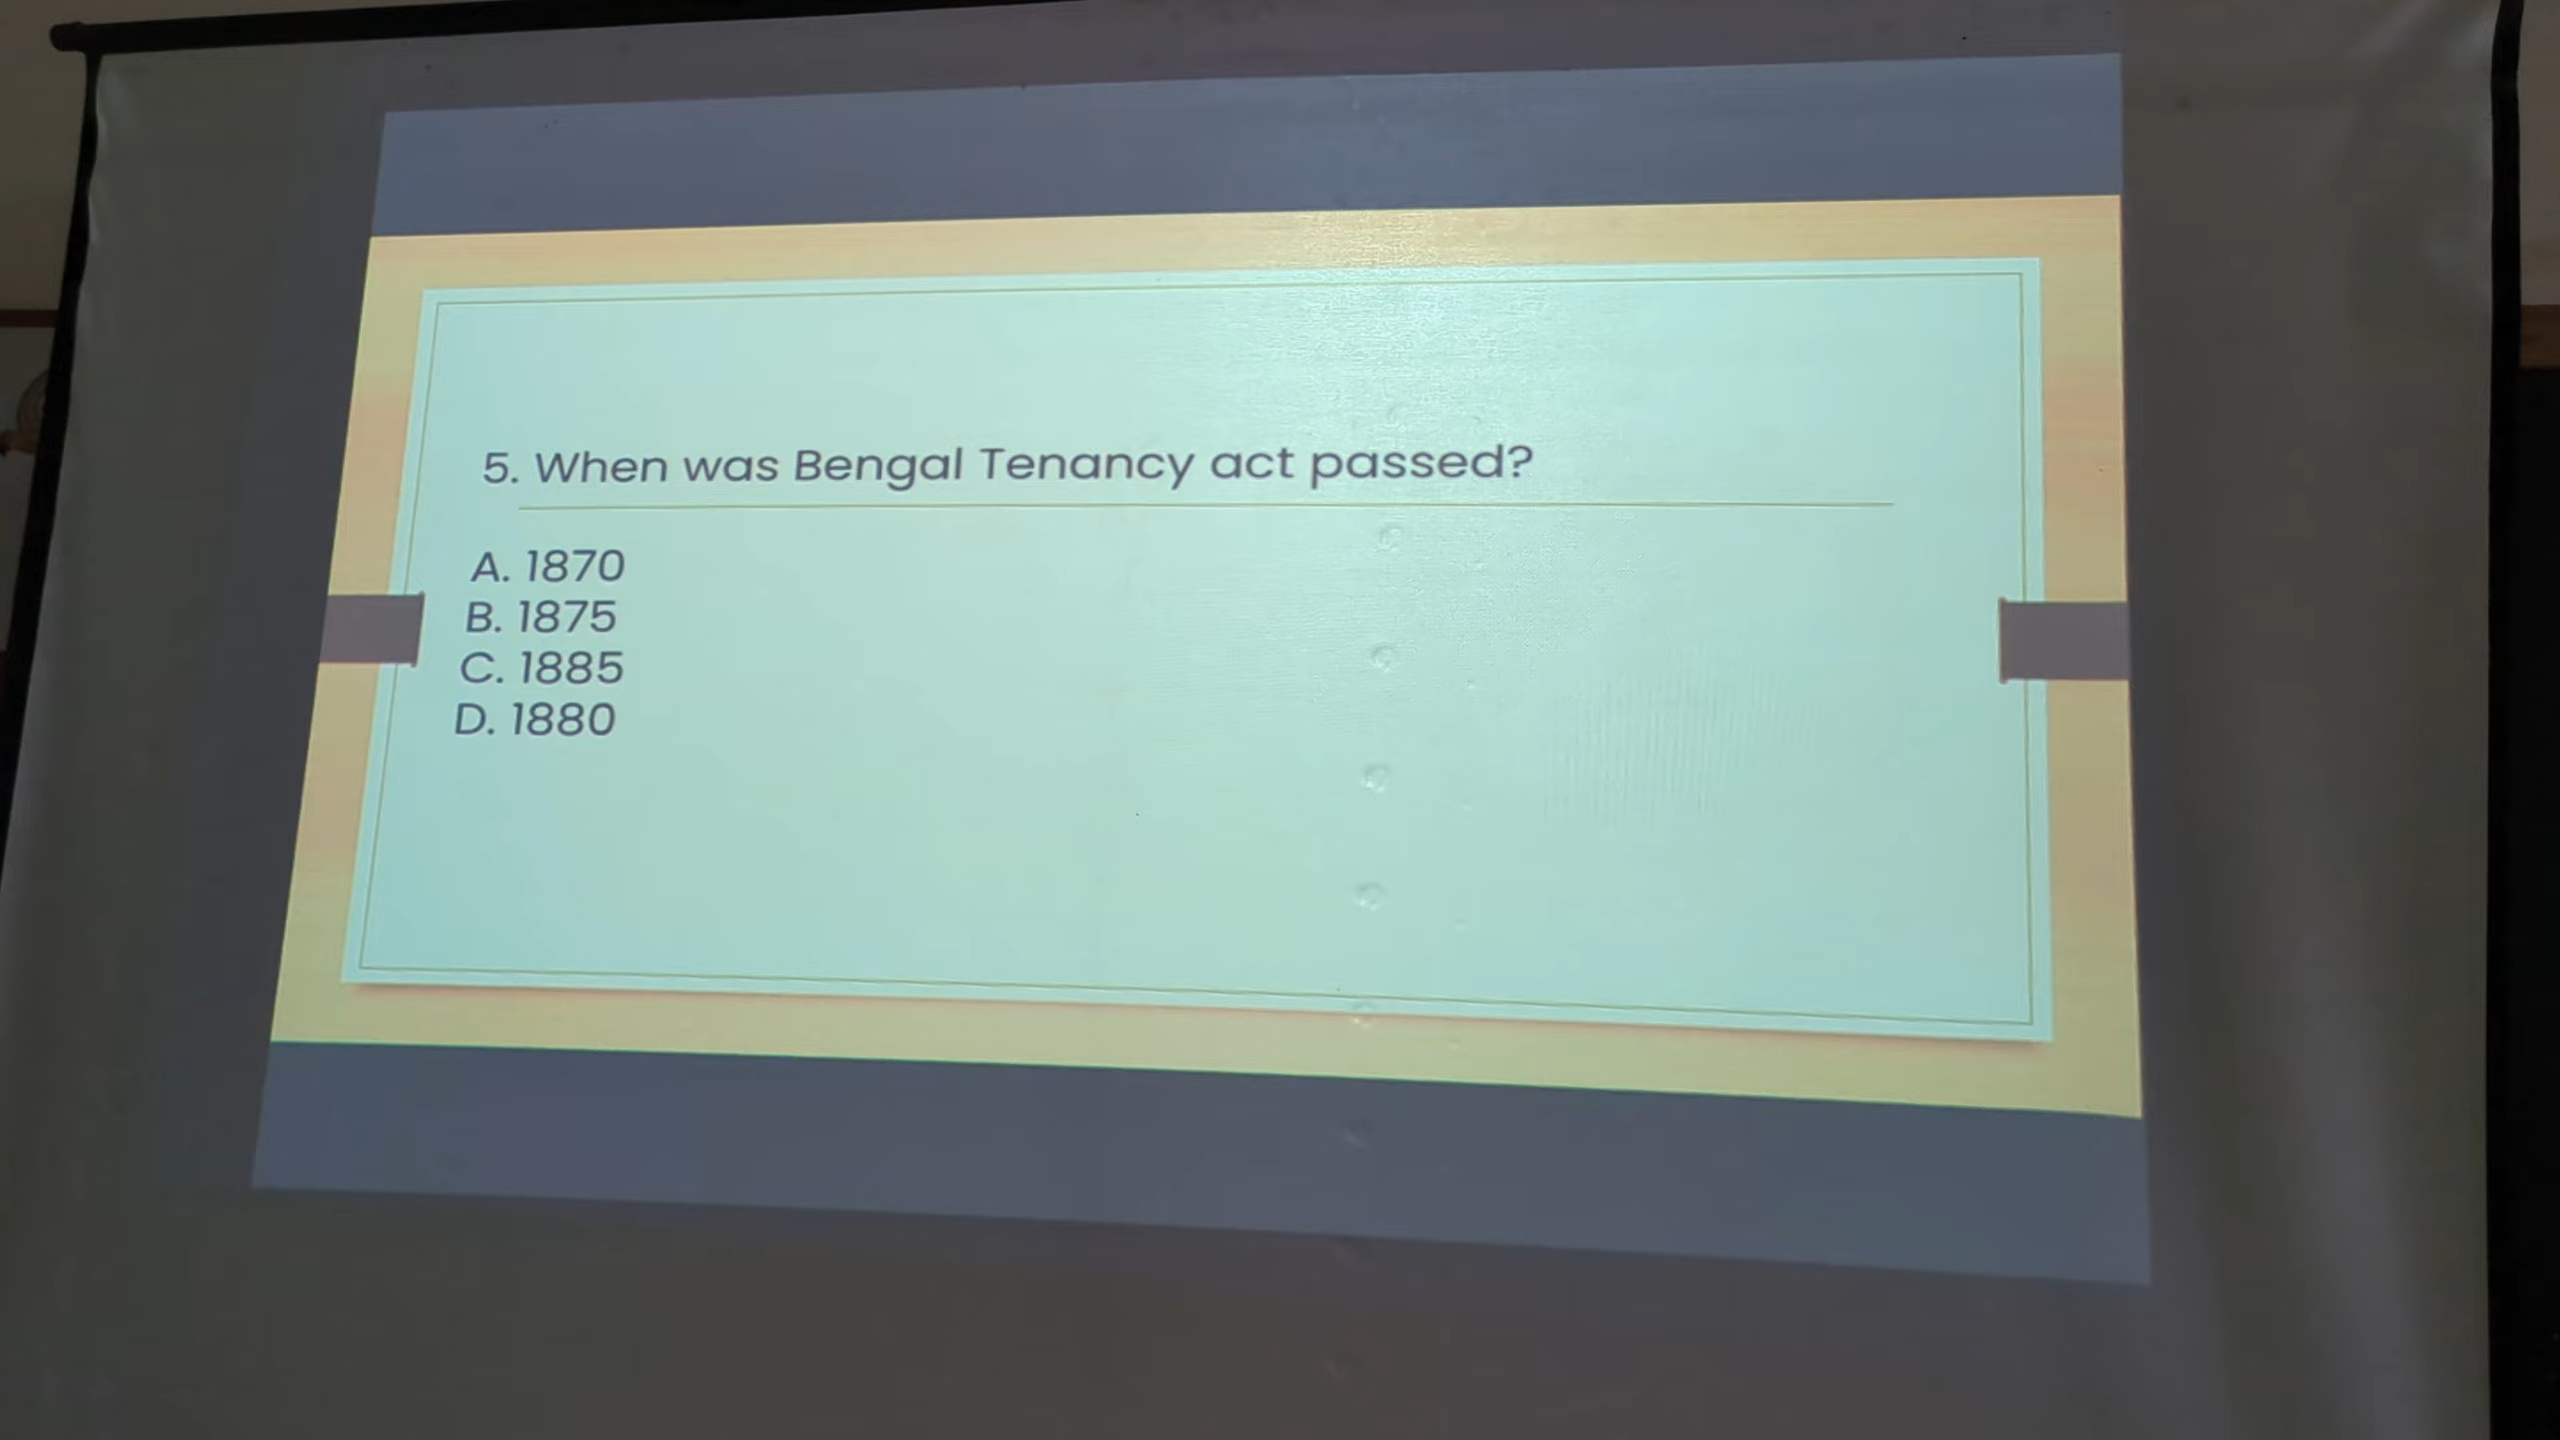 5. When was Bengal Tenancy act passed?
A. 1870
B. 1875
C. 1885
D. 1880